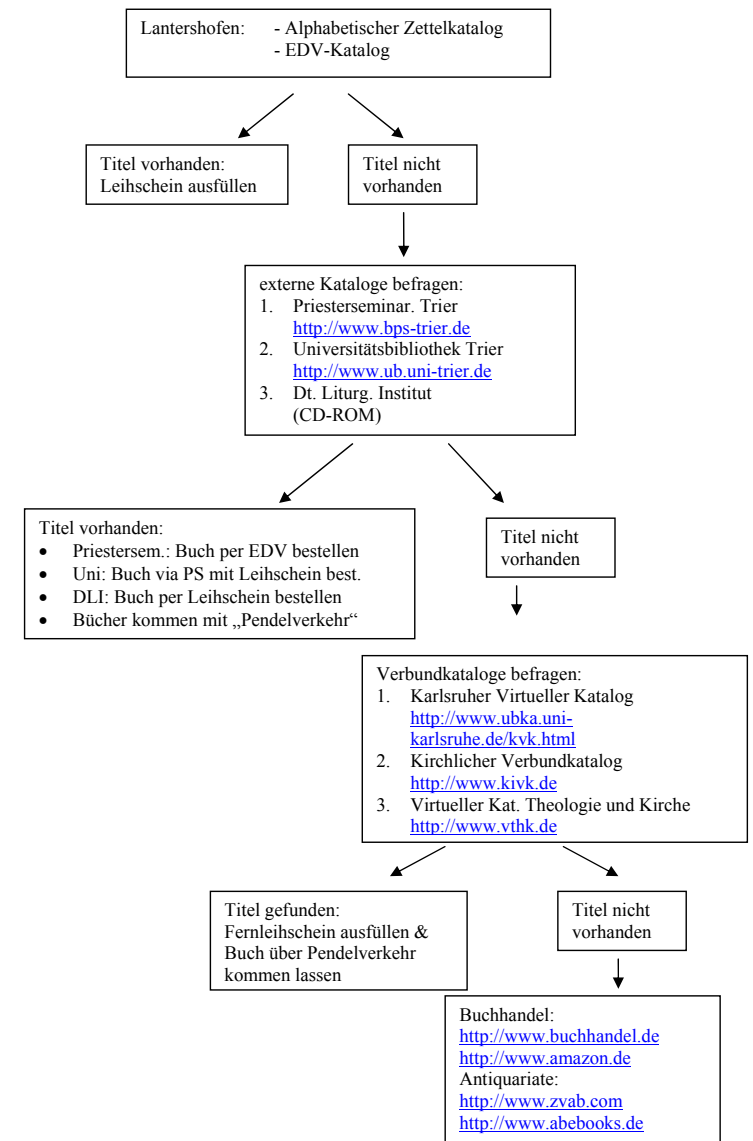 Lantershofen: - Alphabetischer Zettelkatalog
- EDV-Katalog
Titel vorhanden:
Leihschein ausfüllen
Titel nicht
vorhanden
externe Kataloge befragen:
1. Priesterseminar. Trier
http://www.bps-trier.de
2. Universitätsbibliothek Trier
http://www.ub.uni-trier.de
3. Dt. Liturg. Institut
(CD-ROM)
Titel vorhanden:
• Priestersem.: Buch per EDV bestellen
• Uni: Buch via PS mit Leihschein best.
• DLI: Buch per Leihschein bestellen
• Bücher kommen mit „Pendelverkehr“
Titel nicht
vorhanden
Verbundkataloge befragen:
1. Karlsruher Virtueller Katalog
http://www.ubka.uni-
karlsruhe.de/kvk.html
2. Kirchlicher Verbundkatalog
http://www.kivk.de
3. Virtueller Kat. Theologie und Kirche
http://www.vthk.de
Titel gefunden:
Fernleihschein ausfüllen &
Buch über Pendelverkehr
kommen lassen
Titel nicht
vorhanden
Buchhandel:
http://www.buchhandel.de
http://www.amazon.de
Antiquariate:
http://www.zvab.com
http://www.abebooks.de